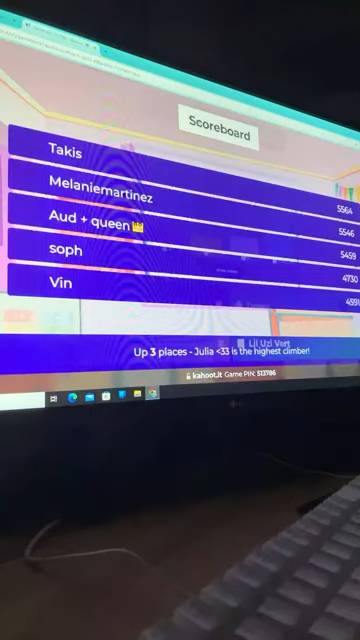 Scoreboard
Takis 5564
Melaniemartinez 5546
Aud + queen👑 5459
soph 4730
Vin 459
Lil Uzi Vert
Up 3 places - Julia <33 is the highest climber!
kahoot.it Game PIN: 513786